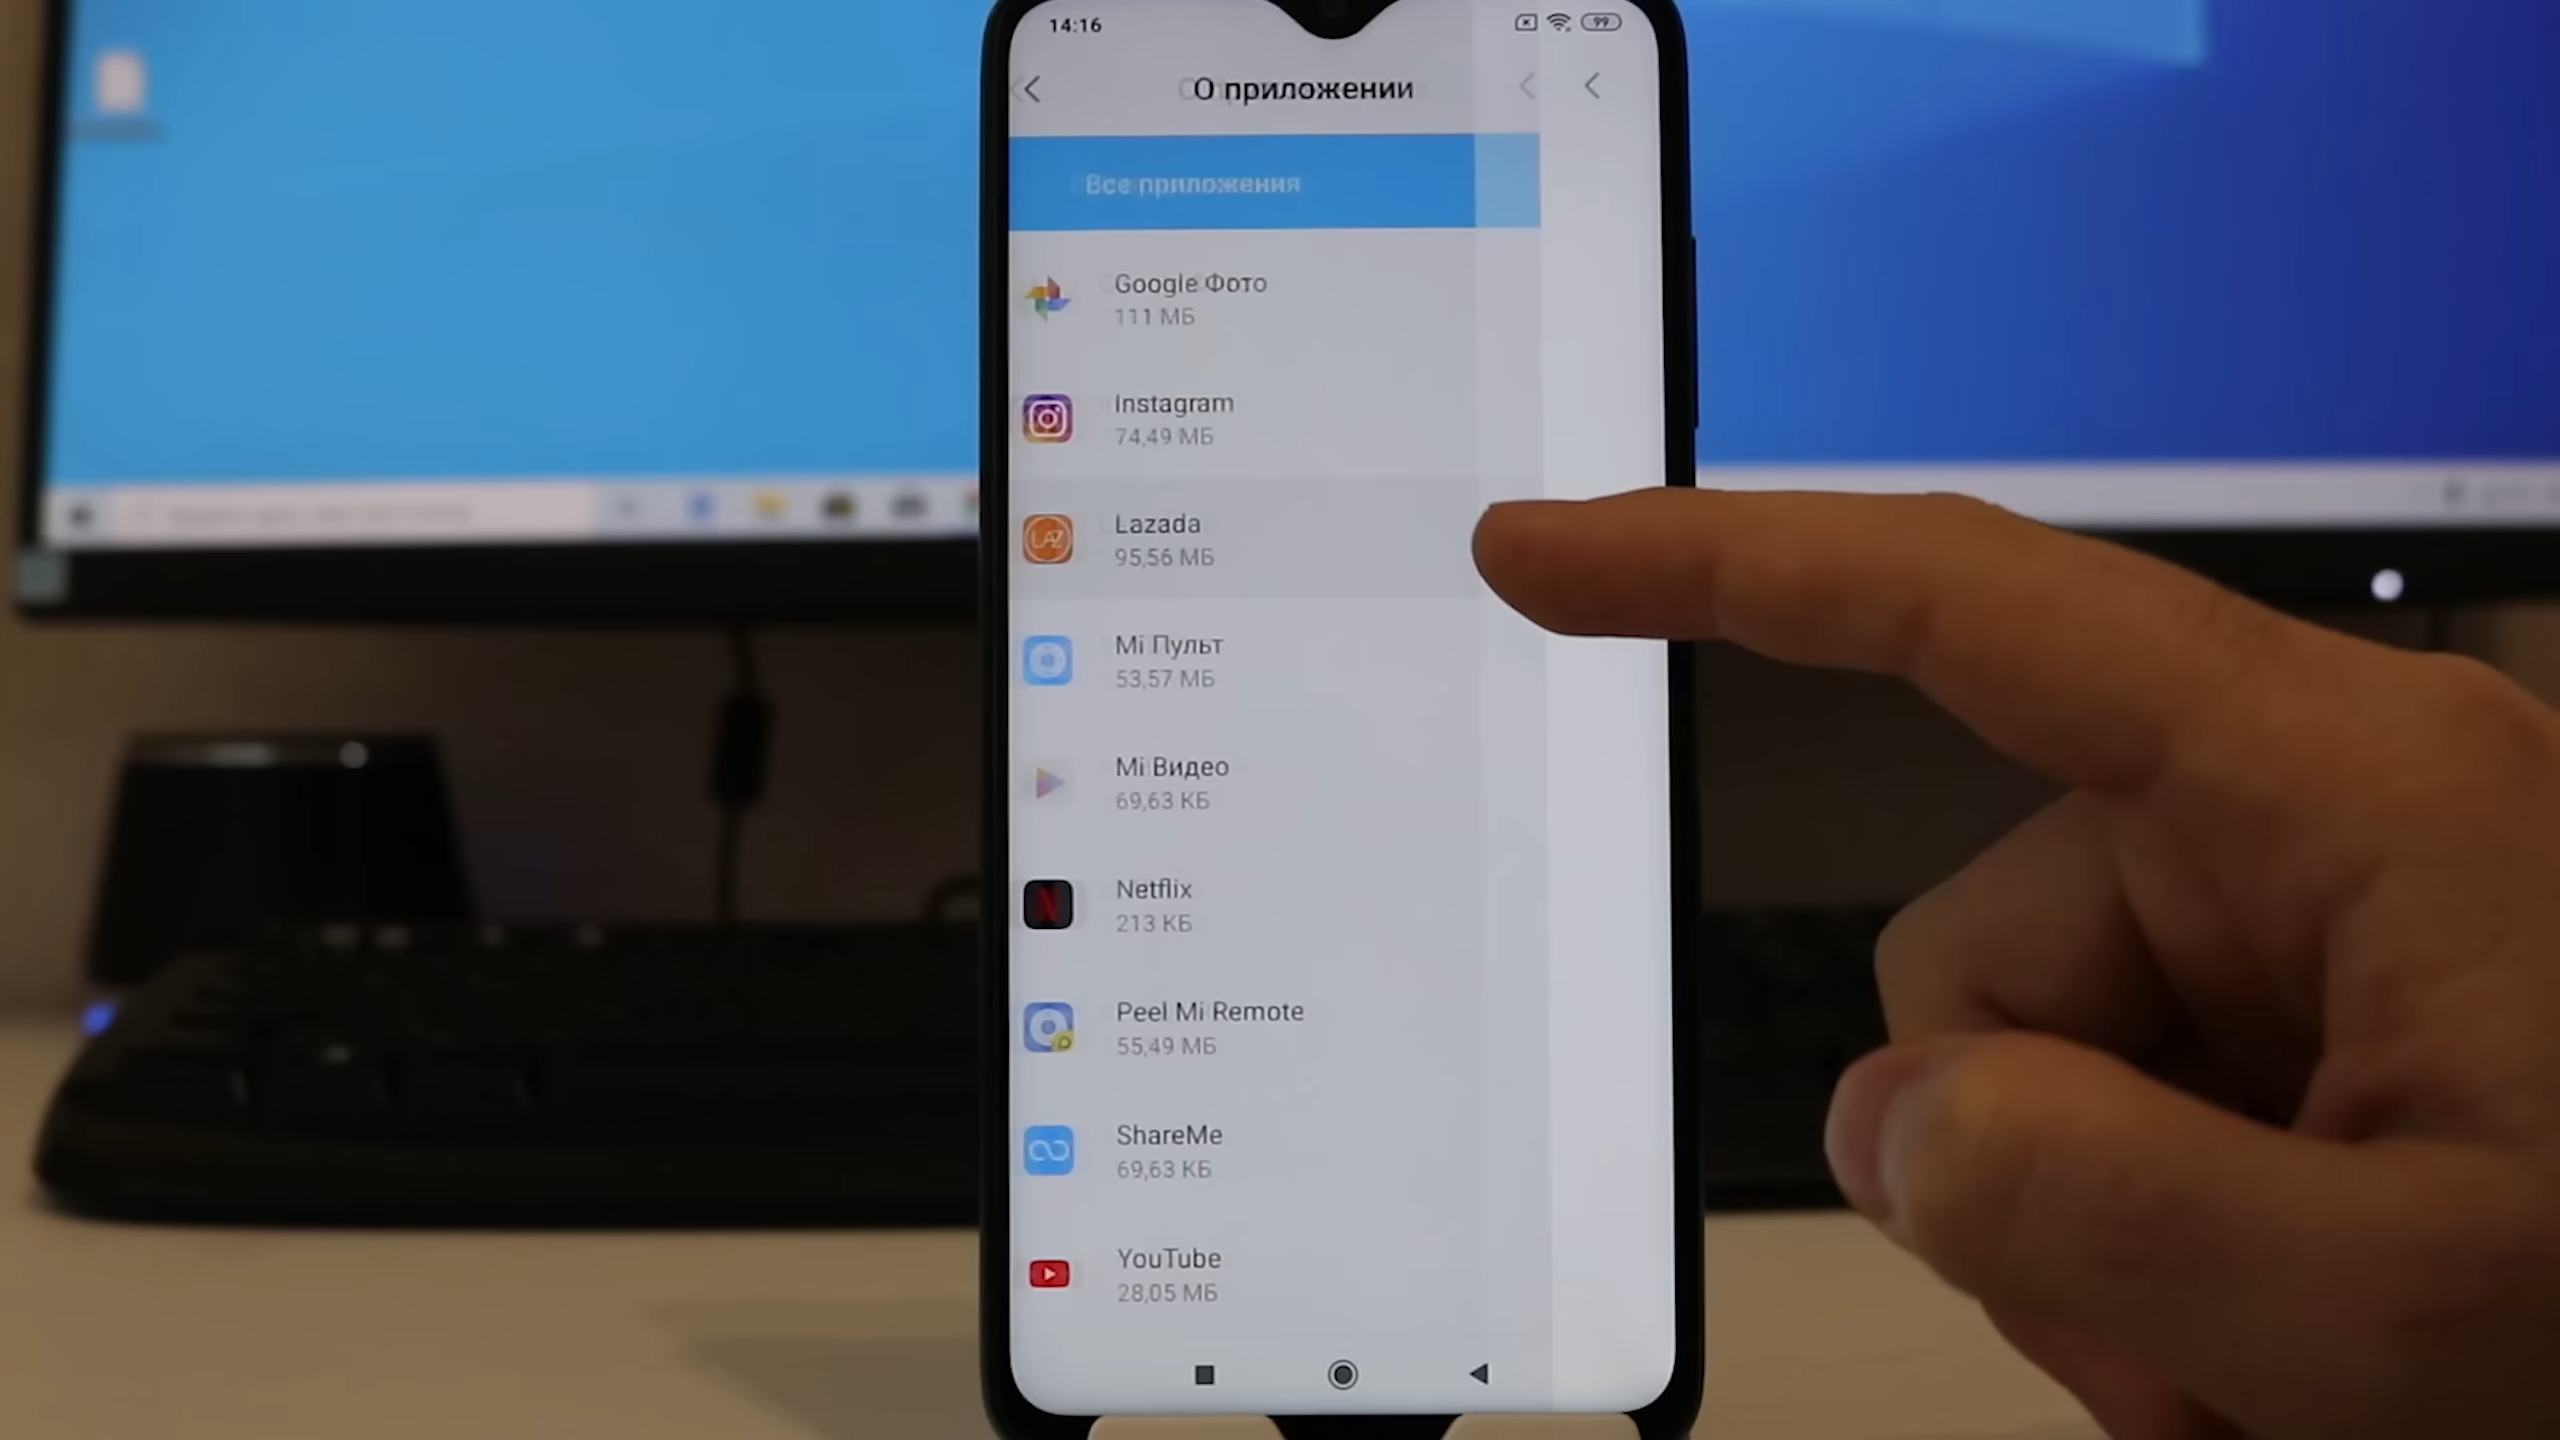 14:16
99
О приложении
Все приложения
Google Фото
111 МБ
Instagram
74,49 МБ
LAZ
Lazada
95,56 МБ
Mi Пульт
53,57 МБ
Mi Видео
69,63 КБ
N
Netflix
213 КБ
Peel Mi Remote
55,49 МБ
ShareMe
69,63 КБ
YouTube
28,05 МБ